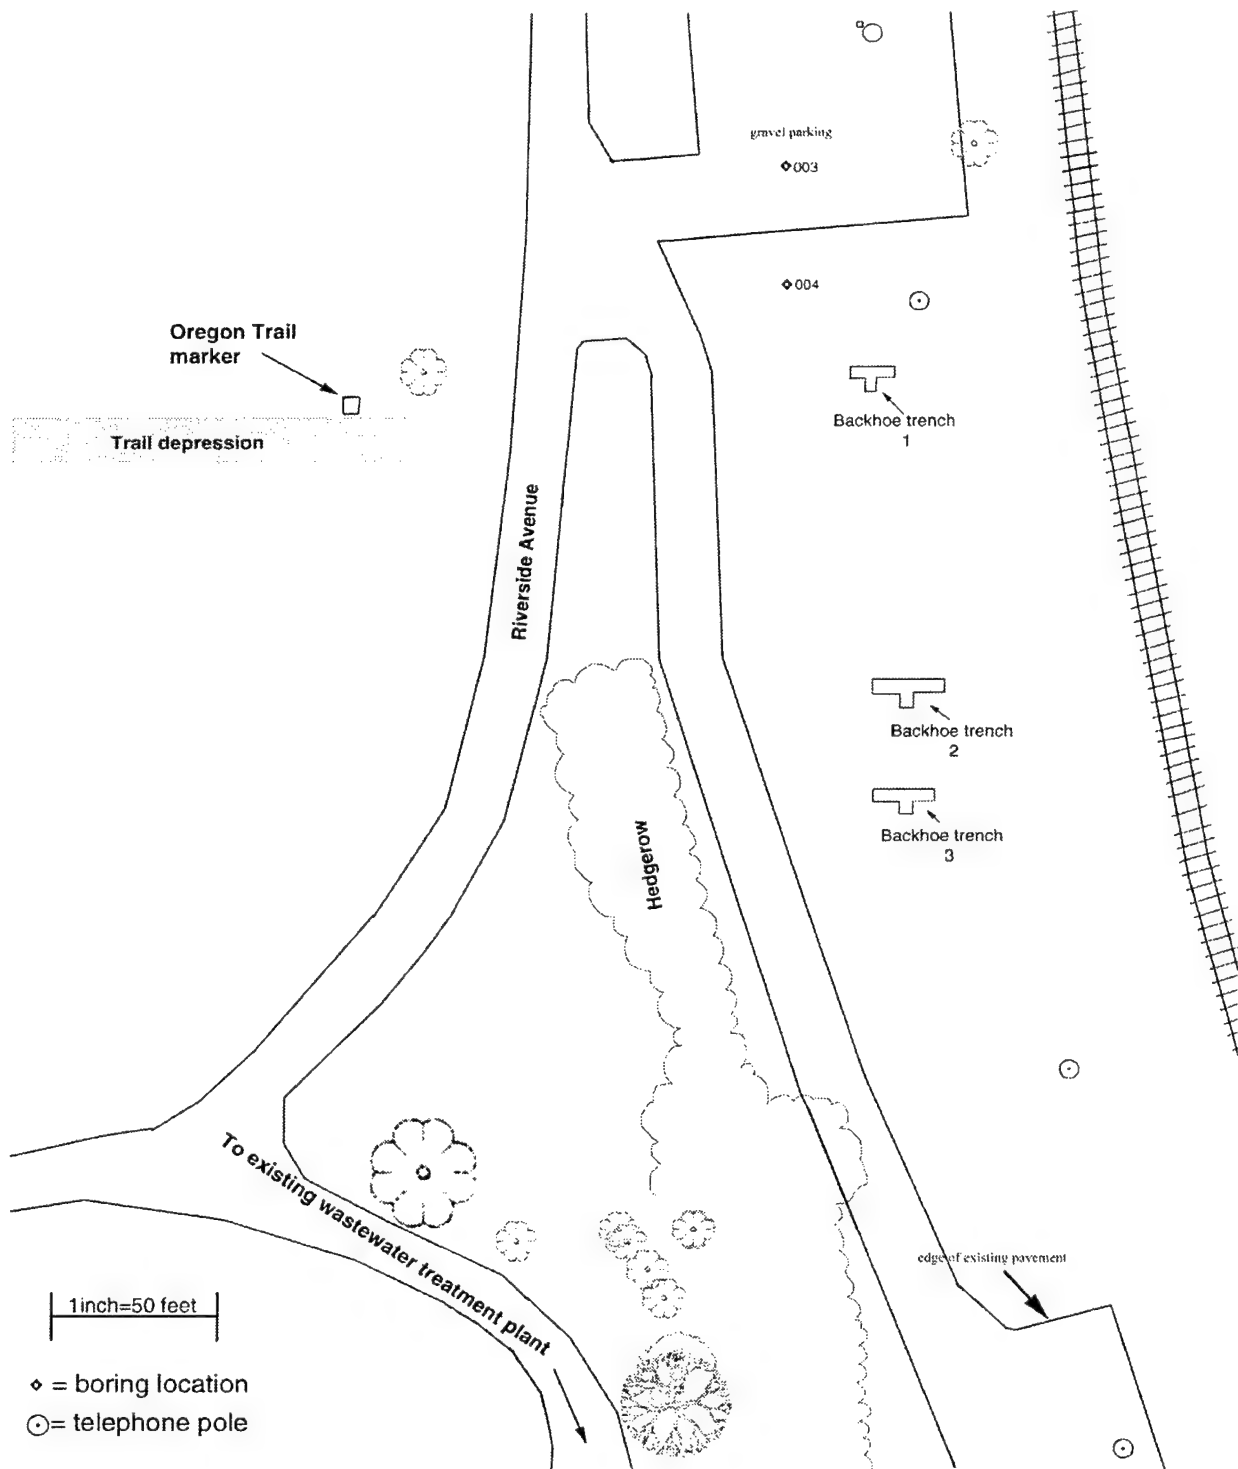 gravel parking
003
004
Oregon Trail
marker
Trail depression
Backhoe trench
1
Riverside Avenue
Backhoe trench
2
Backhoe trench
3
Hedgerow
To existing wastewater treatment plant
edge of existing pavement
1inch=50 feet
= boring location
= telephone pole